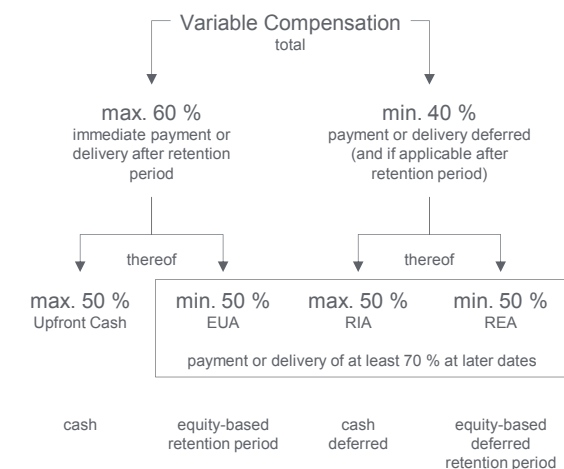 Variable Compensation
total
max. 60 %
immediate payment or
delivery after retention
period
min. 40 %
payment or delivery deferred
(and if applicable after
retention period)
thereof
thereof
max. 50 %
Upfront Cash
min. 50 %
EUA
max. 50 %
RIA
min. 50 %
REA
payment or delivery of at least 70 % at later dates
cash
equity-based
retention period
cash
deferred
equity-based
deferred
retention period